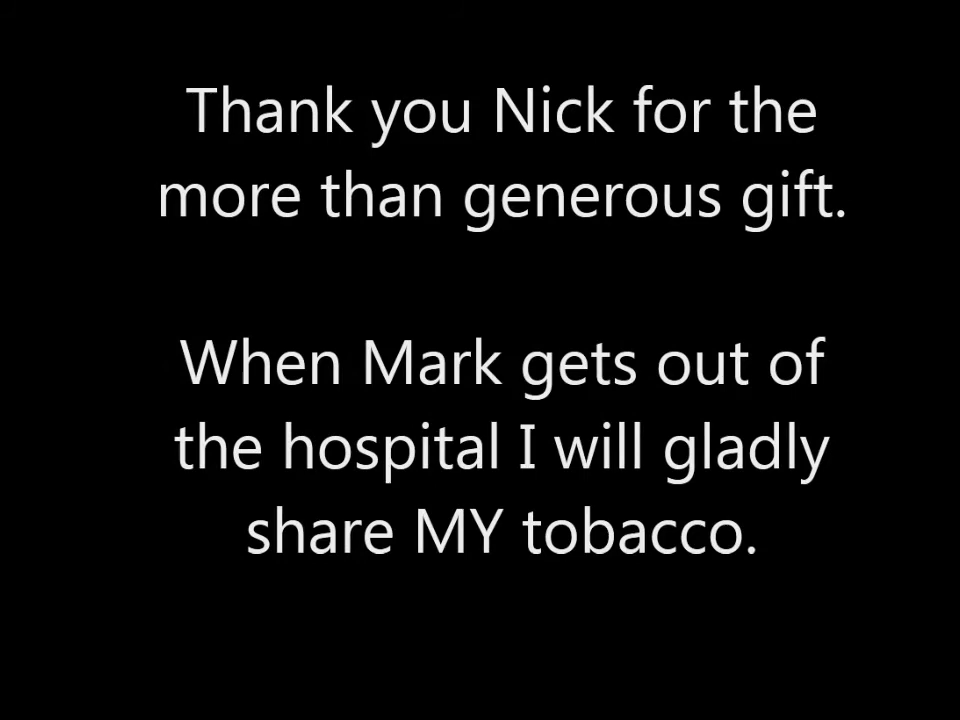 Thank you Nick for the
more than generous gift.
When Mark gets out of
the hospital I will gladly
share MY tobacco.